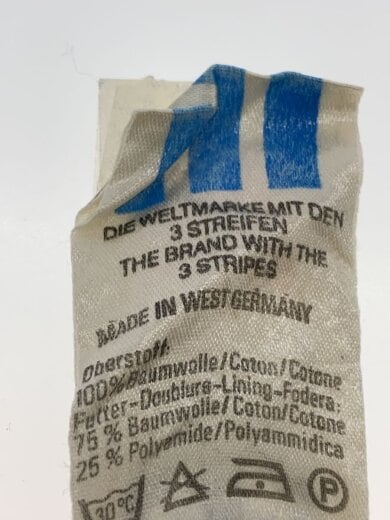 DIE WELTMARKE MIT DEN
3 STREIFEN
THE BRAND WITH THE
3 STRIPES
MADE IN WEST GERMANY
Oberstoff:
100% Baumwolle/Coton/Cotone
Futter-Doublure-Lining-Fodera:
75% Baumwolle/Coton/Cotone
25% Polyamide/Polyammidica
30°C
P